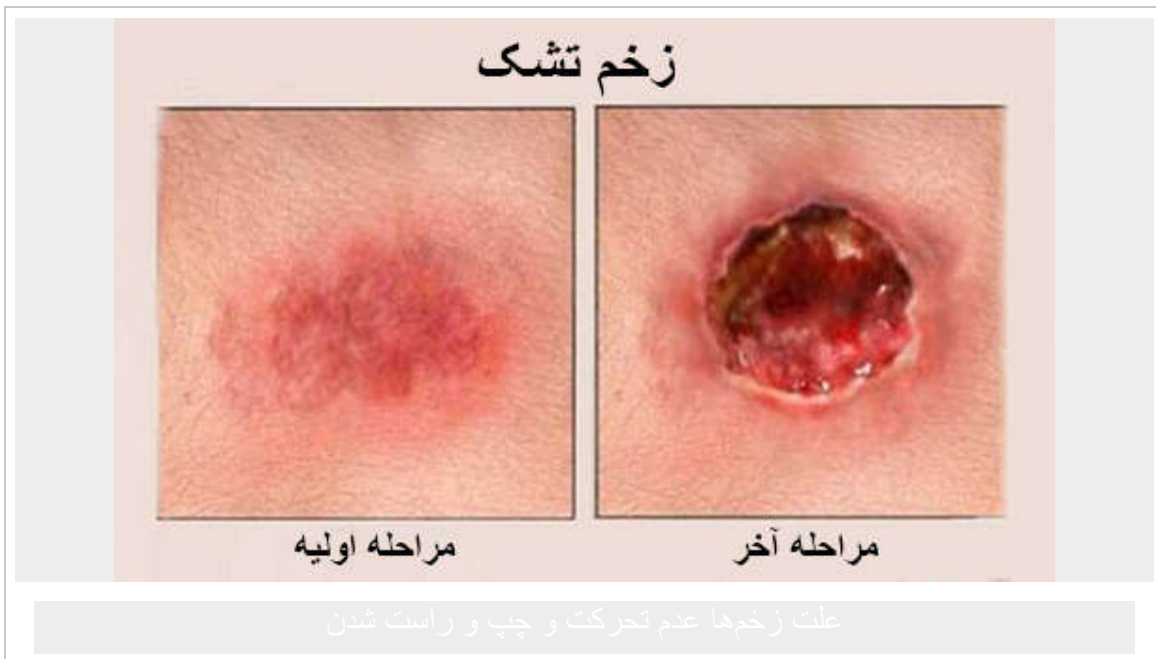 زخم تشک
مراحله اولیه
مراحله آخر
علت زخم‌ها عدم تحرکت و چپ و راست شدن